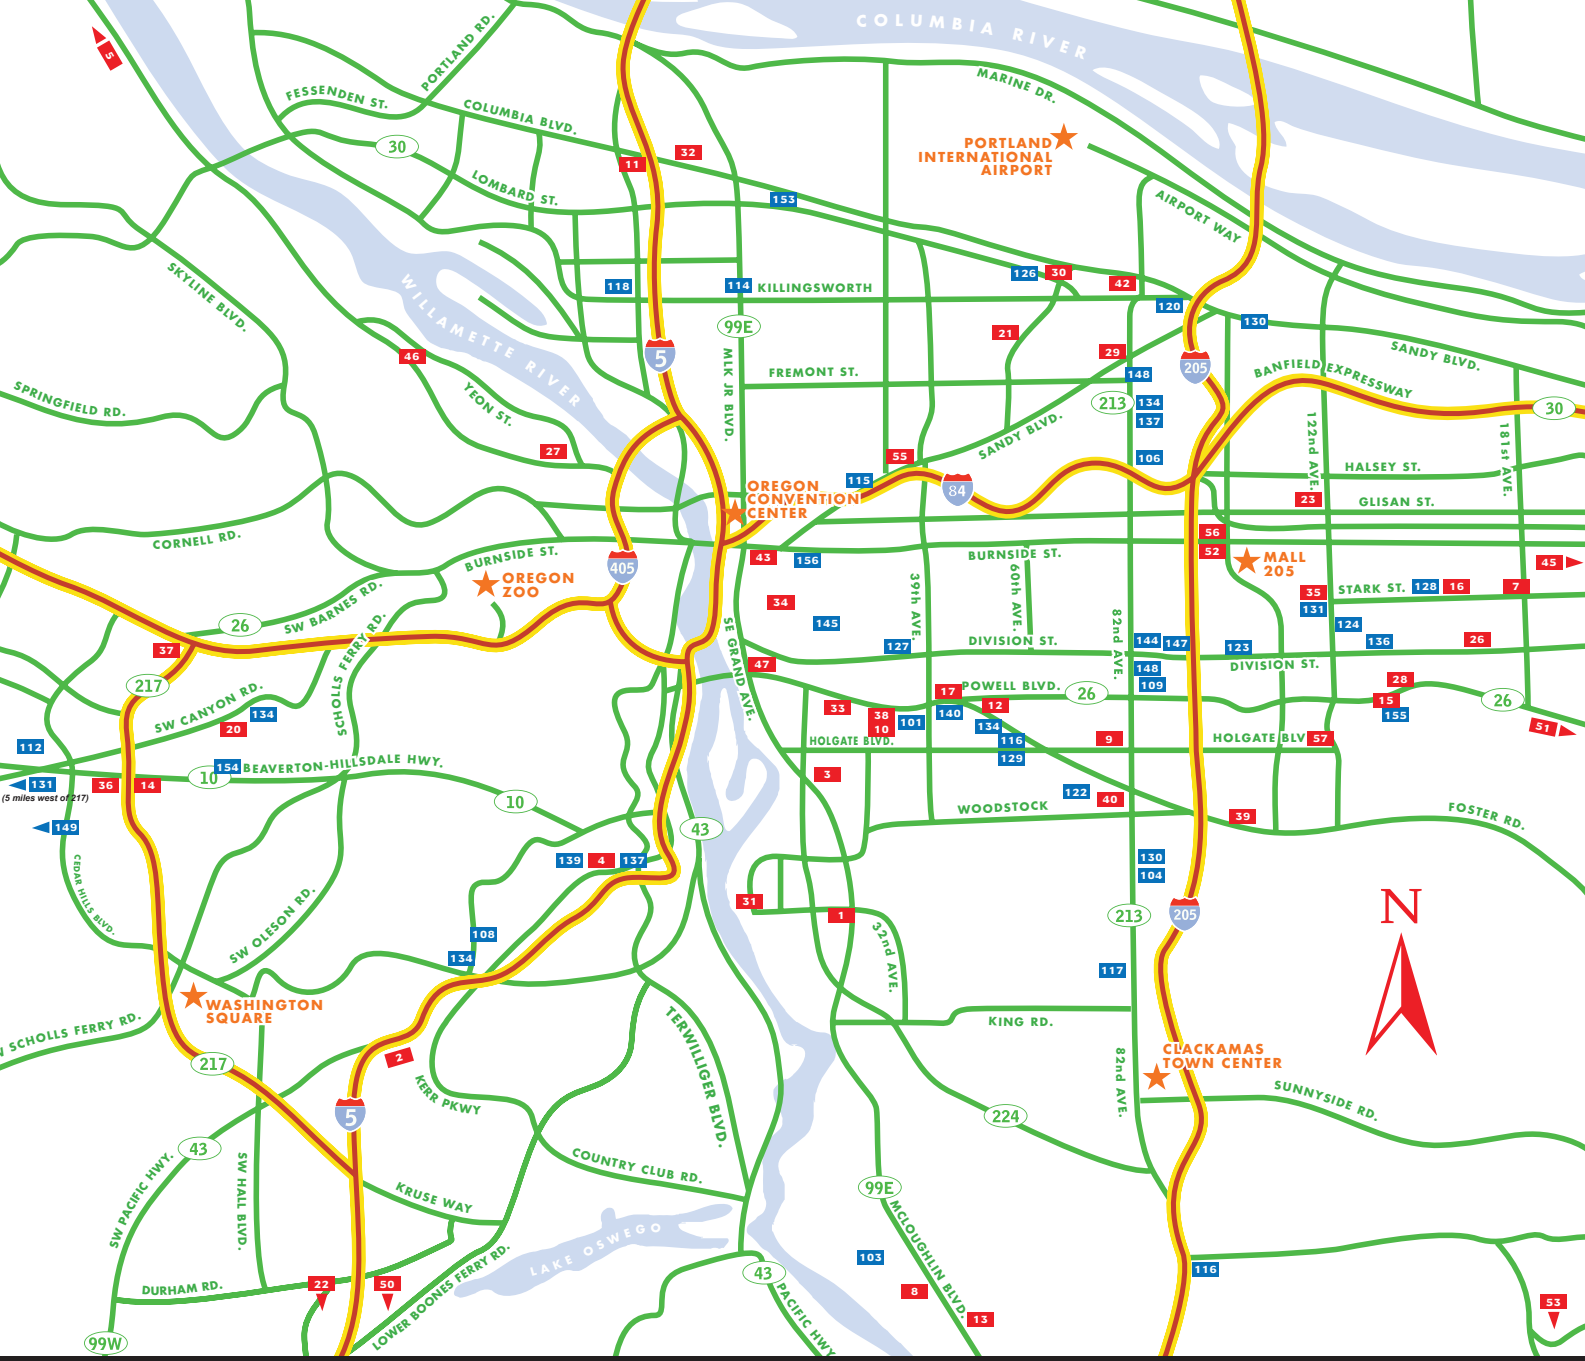 COLUMBIA RIVER
5
PORTLAND RD.
FESSENDEN ST.
COLUMBIA BLVD.
MARINE DR.
30
PORTLAND
INTERNATIONAL
AIRPORT
32
11
LOMBARD ST.
153
AIRPORT WAY
SKYLINE BLVD.
WILLAMETTE RIVER
118
114
KILLINGSWORTH
126
30
42
120
130
99E
21
5
46
29
205
SANDY BLVD.
MLK JR BLVD.
FREMONT ST.
148
BANFIELD EXPRESSWAY
SPRINGFIELD RD.
YEON ST.
213
134
137
30
SANDY BLVD.
122nd AVE.
181st AVE.
27
55
106
HALSEY ST.
115
84
OREGON
CONVENTION
CENTER
23
GLISAN ST.
CORNELL RD.
BURNSIDE ST.
43
156
BURNSIDE ST.
56
52
MALL
205
45
405
OREGON
ZOO
39th AVE.
60th AVE.
35
STARK ST.
128
16
7
131
SW BARNES RD.
26
34
145
82nd AVE.
124
SCHOLLS FERRY RD.
SE GRAND AVE.
127
DIVISION ST.
144
147
123
136
26
37
47
148
DIVISION ST.
217
109
28
17
POWELL BLVD.
26
15
26
SW CANYON RD.
134
20
33
38
10
101
140
12
134
155
51
112
HOLGATE BLVD.
116
129
9
HOLGATE BLV
57
154
10
BEAVERTON-HILLSDALE HWY.
131
(5 miles west of 217)
36
14
3
10
122
40
WOODSTOCK
39
FOSTER RD.
149
43
CEDAR HILLS BLVD.
139
4
137
130
104
31
1
213
205
N
SW OLESON RD.
108
134
32nd AVE.
117
WASHINGTON
SQUARE
W SCHOLLS FERRY RD.
TERWILLIGER BLVD.
KING RD.
217
2
82nd AVE.
CLACKAMAS
TOWN CENTER
KERR PKWY
5
224
SUNNYSIDE RD.
43
SW PACIFIC HWY.
SW HALL BLVD.
COUNTRY CLUB RD.
KRUSE WAY
99E
MCLOUGHLIN BLVD.
LAKE OSWEGO
103
116
DURHAM RD.
22
50
LOWER BOONES FERRY RD.
43
PACIFIC HWY
8
13
53
99W